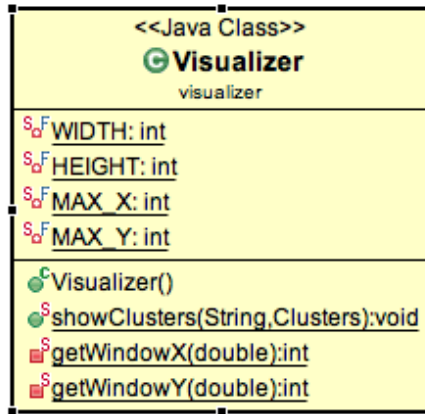 <<Java Class>>
C Visualizer
visualizer
S F WIDTH: int
S F HEIGHT: int
S F MAX_X: int
S F MAX_Y: int
C Visualizer()
S showClusters(String,Clusters):void
S getWindowX(double):int
S getWindowY(double):int